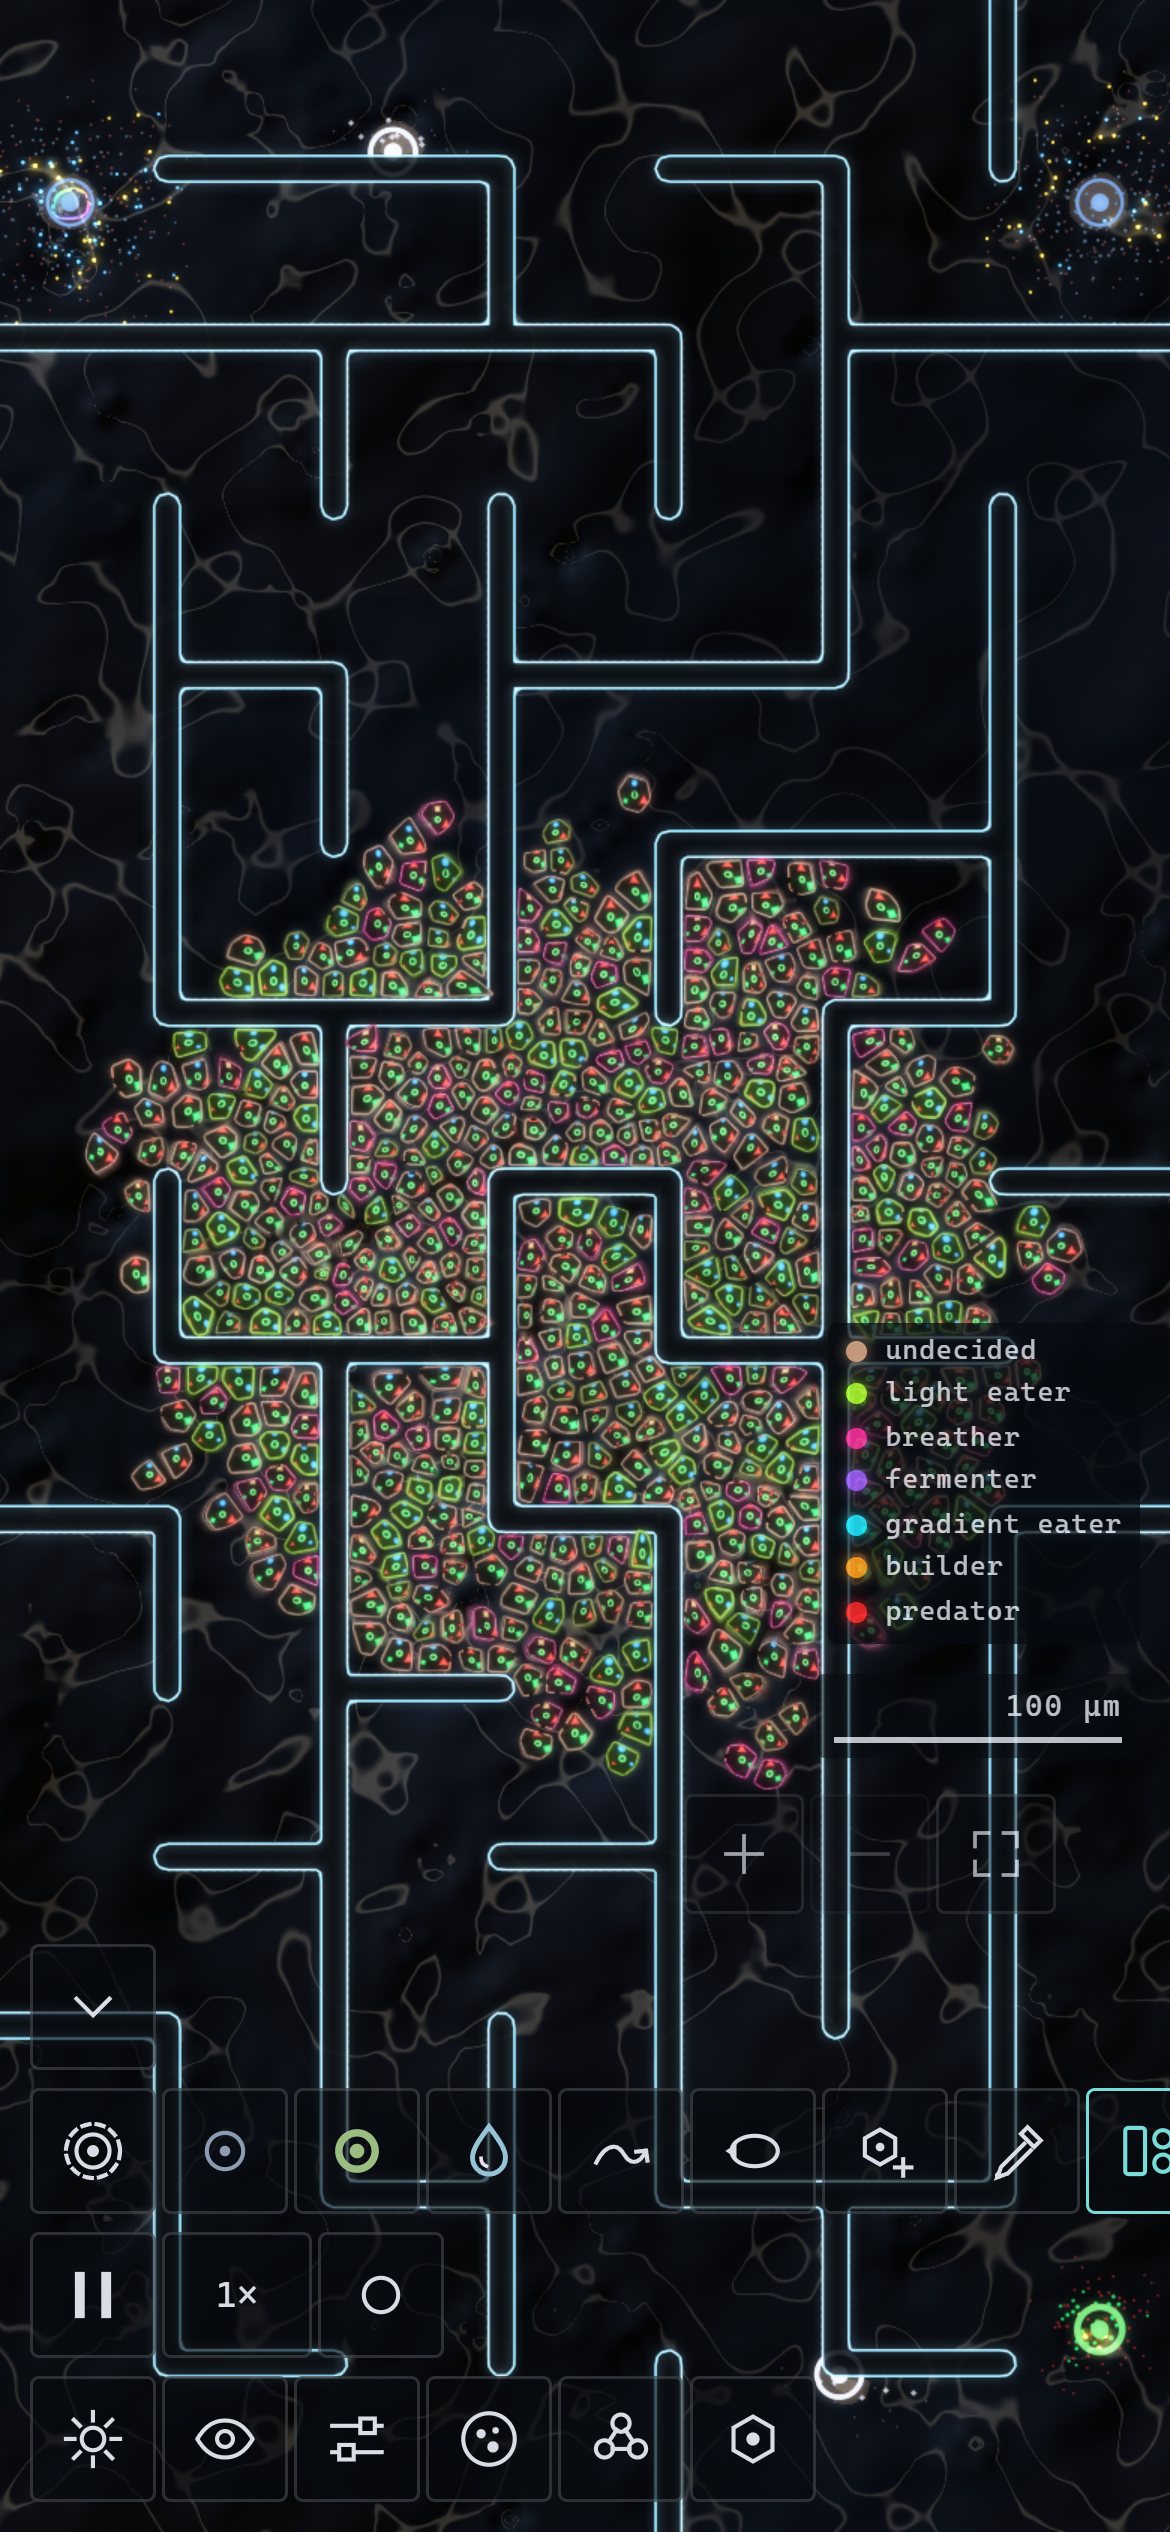 undecided
light eater
breather
fermenter
gradient eater
builder
predator
100 µm
1×